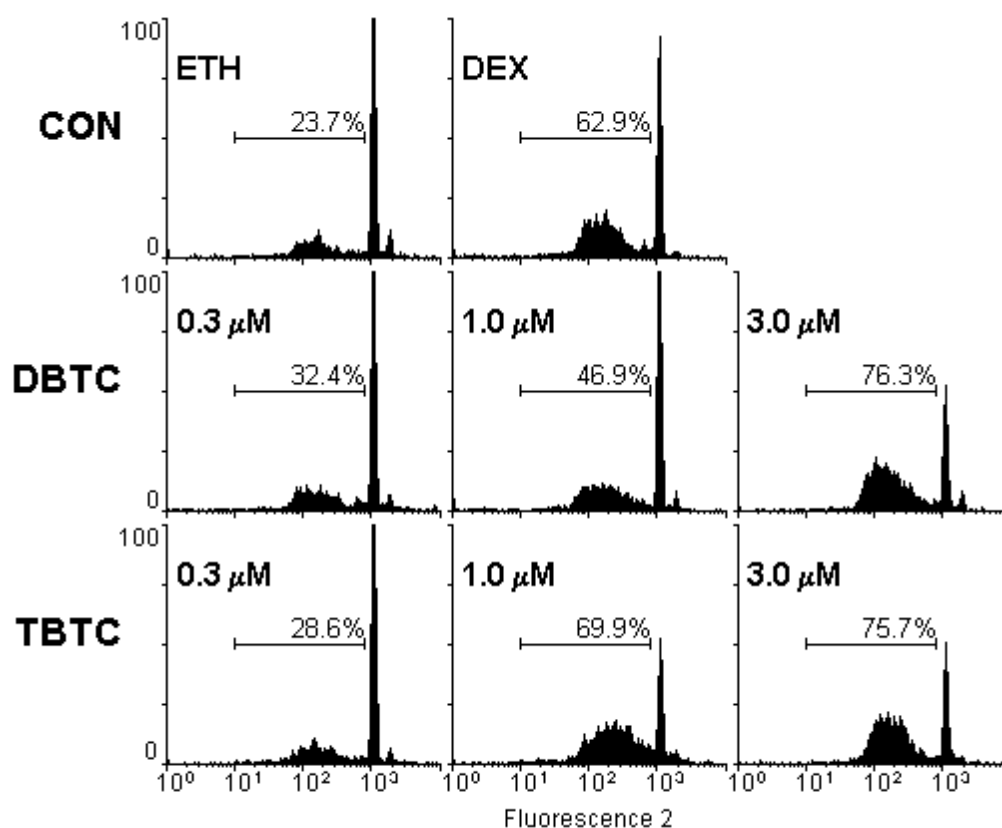 100
ETH
DEX
CON
23.7%
62.9%
0
100
0.3 µM
1.0 µM
3.0 µM
DBTC
32.4%
46.9%
76.3%
0
100
0.3 µM
1.0 µM
3.0 µM
TBTC
28.6%
69.9%
75.7%
0
10⁰ 10¹ 10² 10³ 10⁰ 10¹ 10² 10³ 10⁰ 10¹ 10² 10³
Fluorescence 2